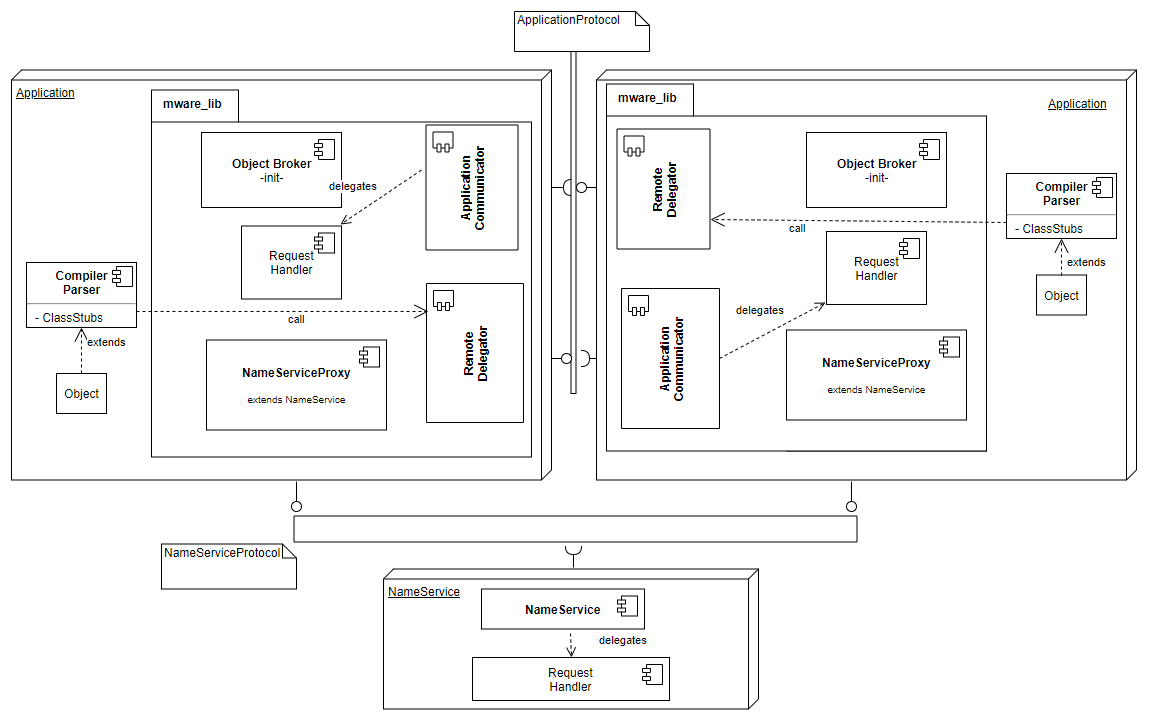 ApplicationProtocol
Application
mware_lib
Object Broker
-init-
delegates
Application
Communicator
Request
Handler
Compiler
Parser
- ClassStubs
call
extends
Object
Remote
Delegator
NameServiceProxy
extends NameService
mware_lib
Application
Remote
Delegator
Object Broker
-init-
Compiler
Parser
- ClassStubs
call
extends
Object
Request
Handler
delegates
Application
Communicator
NameServiceProxy
extends NameService
NameServiceProtocol
NameService
NameService
delegates
Request
Handler